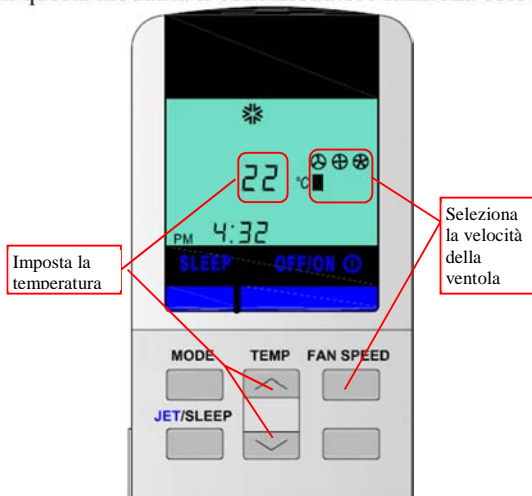 22 °C
PM 4:32
SLEEP OFF/ON
Imposta la
temperatura
Seleziona
la velocità
della
ventola
MODE TEMP FAN SPEED
JET/SLEEP